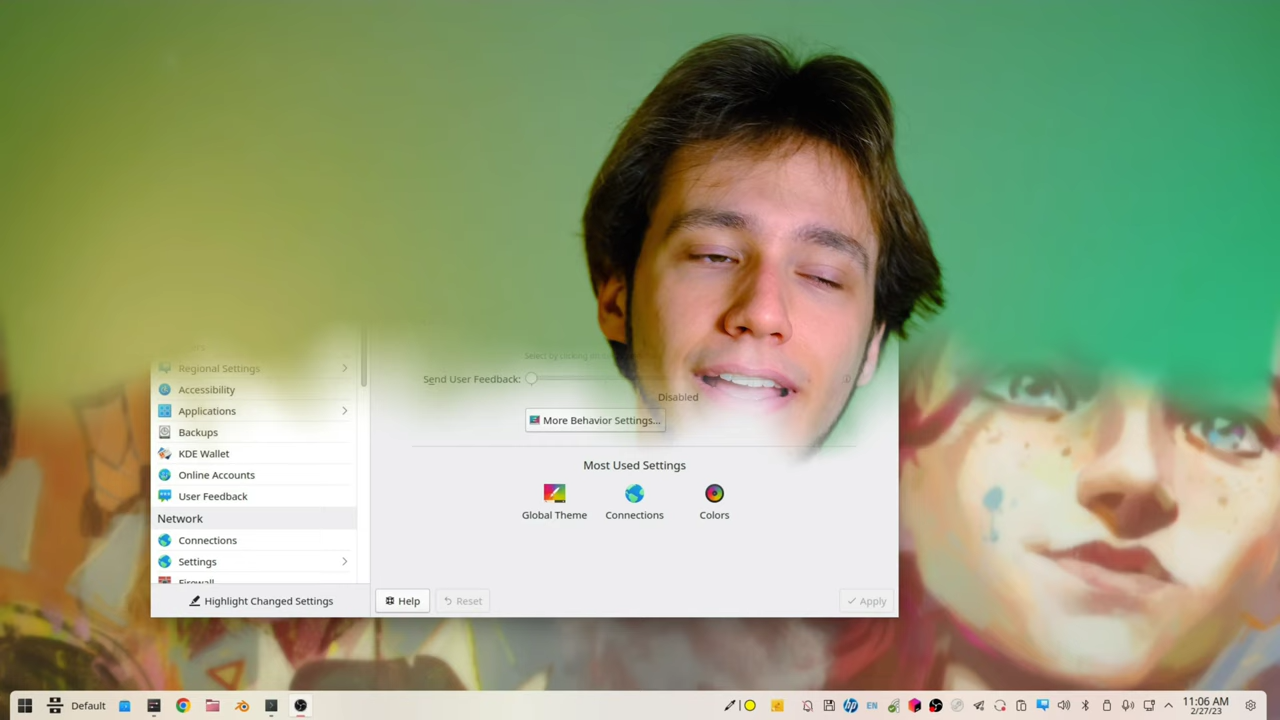 Regional Settings
Accessibility
Applications
Backups
KDE Wallet
Online Accounts
User Feedback
Network
Connections
Settings
Firewall
Highlight Changed Settings
Send User Feedback:
Disabled
More Behavior Settings...
Most Used Settings
Global Theme
Connections
Colors
Help
Reset
Apply
Default
EN
11:06 AM
2/27/23